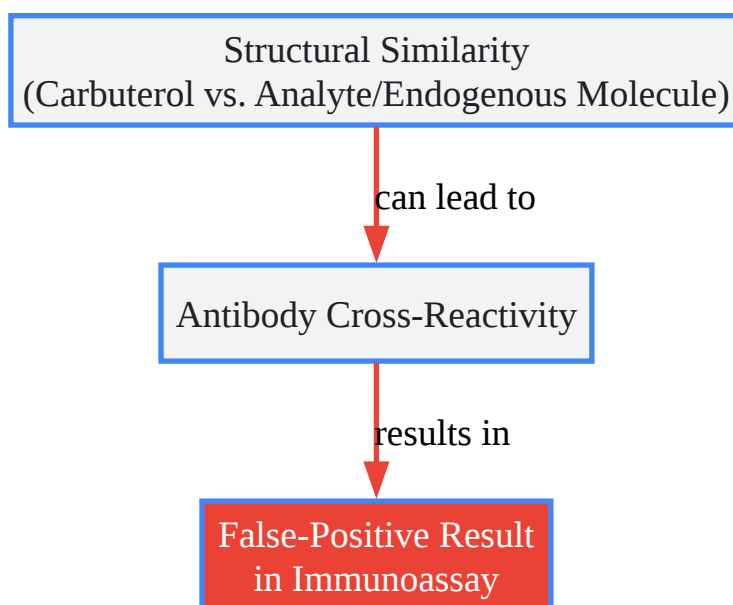 Structural Similarity
(Carbuterol vs. Analyte/Endogenous Molecule)
can lead to
Antibody Cross-Reactivity
results in
False-Positive Result
in Immunoassay